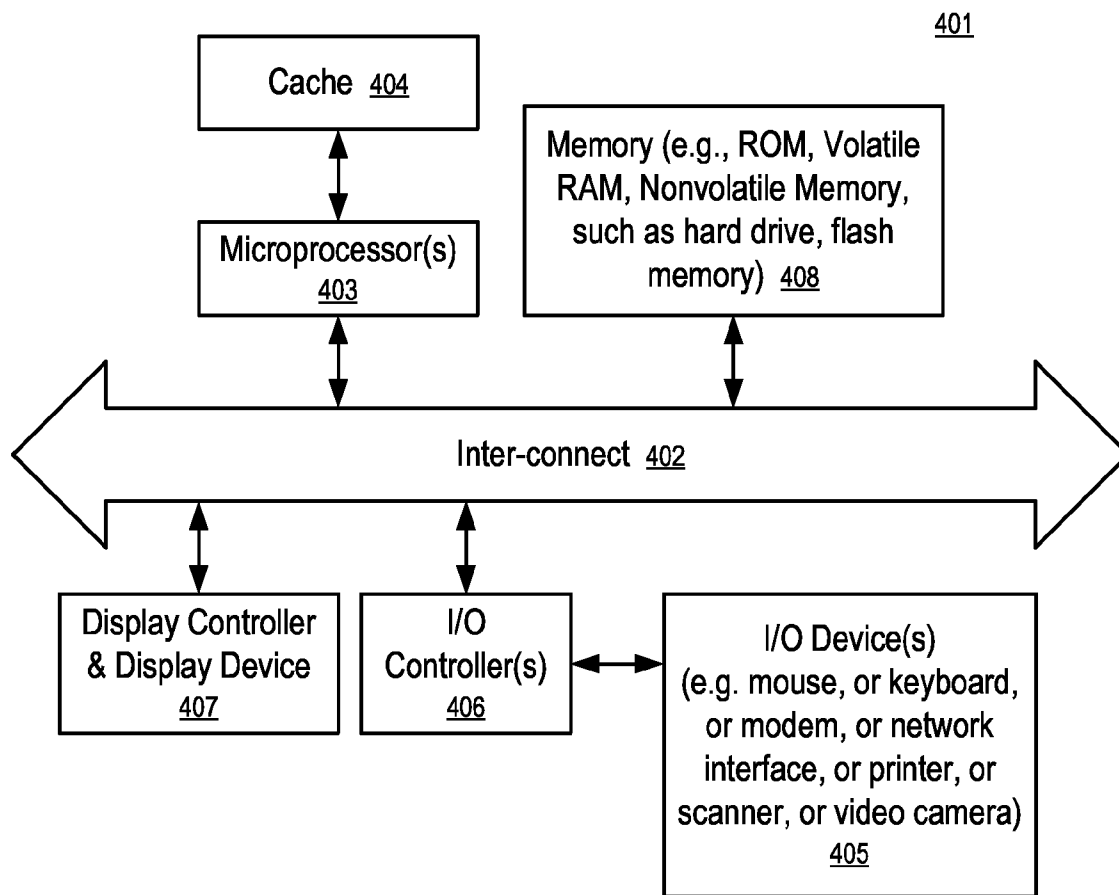 401
Cache 404
Memory (e.g., ROM, Volatile
RAM, Nonvolatile Memory,
such as hard drive, flash
memory) 408
Microprocessor(s)
403
Inter-connect 402
Display Controller
& Display Device
407
I/O
Controller(s)
406
I/O Device(s)
(e.g. mouse, or keyboard,
or modem, or network
interface, or printer, or
scanner, or video camera)
405